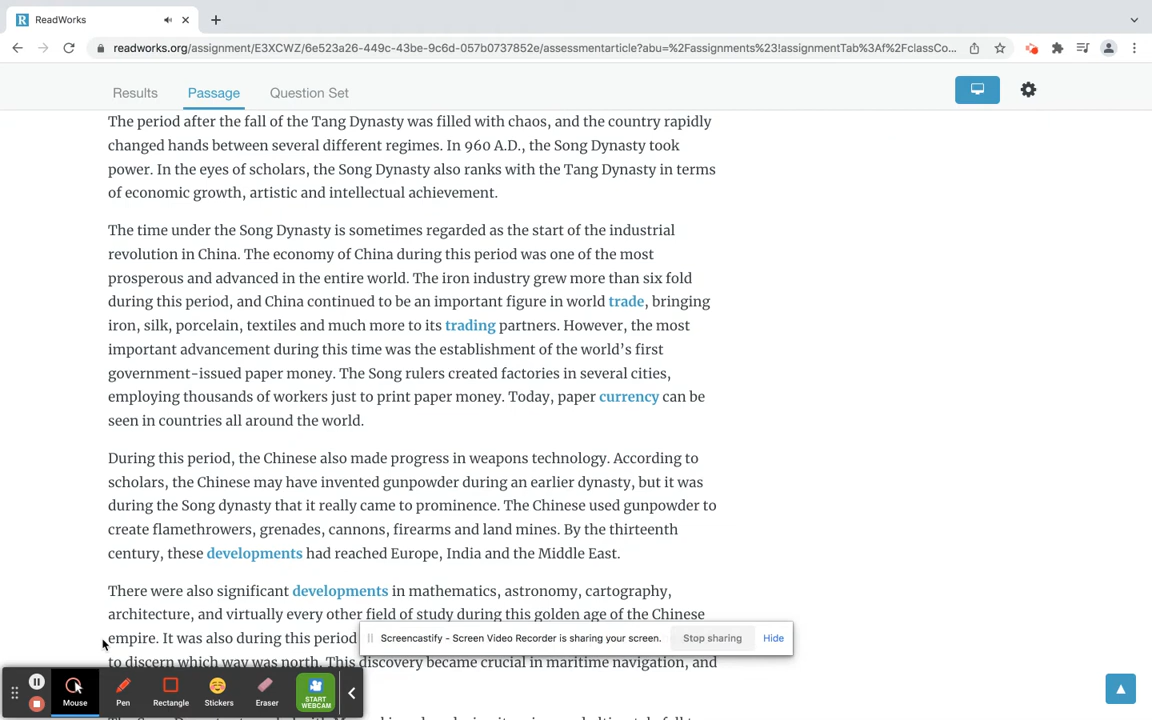 ReadWorks
readworks.org/assignment/E3XCWZ/6e523a26-449c-43be-9c6d-057b0737852e/assessmentarticle?abu=%2Fassignments%23!assignmentTab%3Af%2FclassCo...
Results Passage Question Set
The period after the fall of the Tang Dynasty was filled with chaos, and the country rapidly
changed hands between several different regimes. In 960 A.D., the Song Dynasty took
power. In the eyes of scholars, the Song Dynasty also ranks with the Tang Dynasty in terms
of economic growth, artistic and intellectual achievement.
The time under the Song Dynasty is sometimes regarded as the start of the industrial
revolution in China. The economy of China during this period was one of the most
prosperous and advanced in the entire world. The iron industry grew more than six fold
during this period, and China continued to be an important figure in world trade, bringing
iron, silk, porcelain, textiles and much more to its trading partners. However, the most
important advancement during this time was the establishment of the world's first
government-issued paper money. The Song rulers created factories in several cities,
employing thousands of workers just to print paper money. Today, paper currency can be
seen in countries all around the world.
During this period, the Chinese also made progress in weapons technology. According to
scholars, the Chinese may have invented gunpowder during an earlier dynasty, but it was
during the Song dynasty that it really came to prominence. The Chinese used gunpowder to
create flamethrowers, grenades, cannons, firearms and land mines. By the thirteenth
century, these developments had reached Europe, India and the Middle East.
There were also significant developments in mathematics, astronomy, cartography,
architecture, and virtually every other field of study during this golden age of the Chinese
empire. It was also during this period
Screencastify - Screen Video Recorder is sharing your screen. Stop sharing Hide
to discern which way was north. This discovery became crucial in maritime navigation, and
Mouse Pen Rectangle Stickers Eraser START WEBCAM